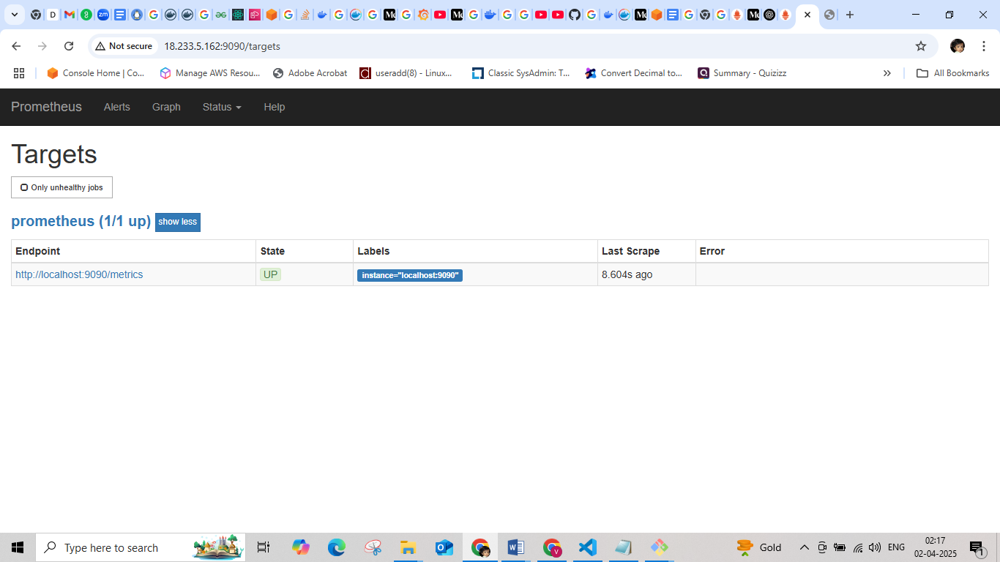 Not secure 18.233.5.162:9090/targets
Console Home | Co... Manage AWS Resou... Adobe Acrobat useradd(8) - Linux... Classic SysAdmin: T... Convert Decimal to... Summary - Quizizz » All Bookmarks
Prometheus Alerts Graph Status Help
Targets
Only unhealthy jobs
prometheus (1/1 up) show less
Endpoint State Labels Last Scrape Error
http://localhost:9090/metrics UP instance="localhost:9090" 8.604s ago
Type here to search Gold ENG 02:17
02-04-2025
1